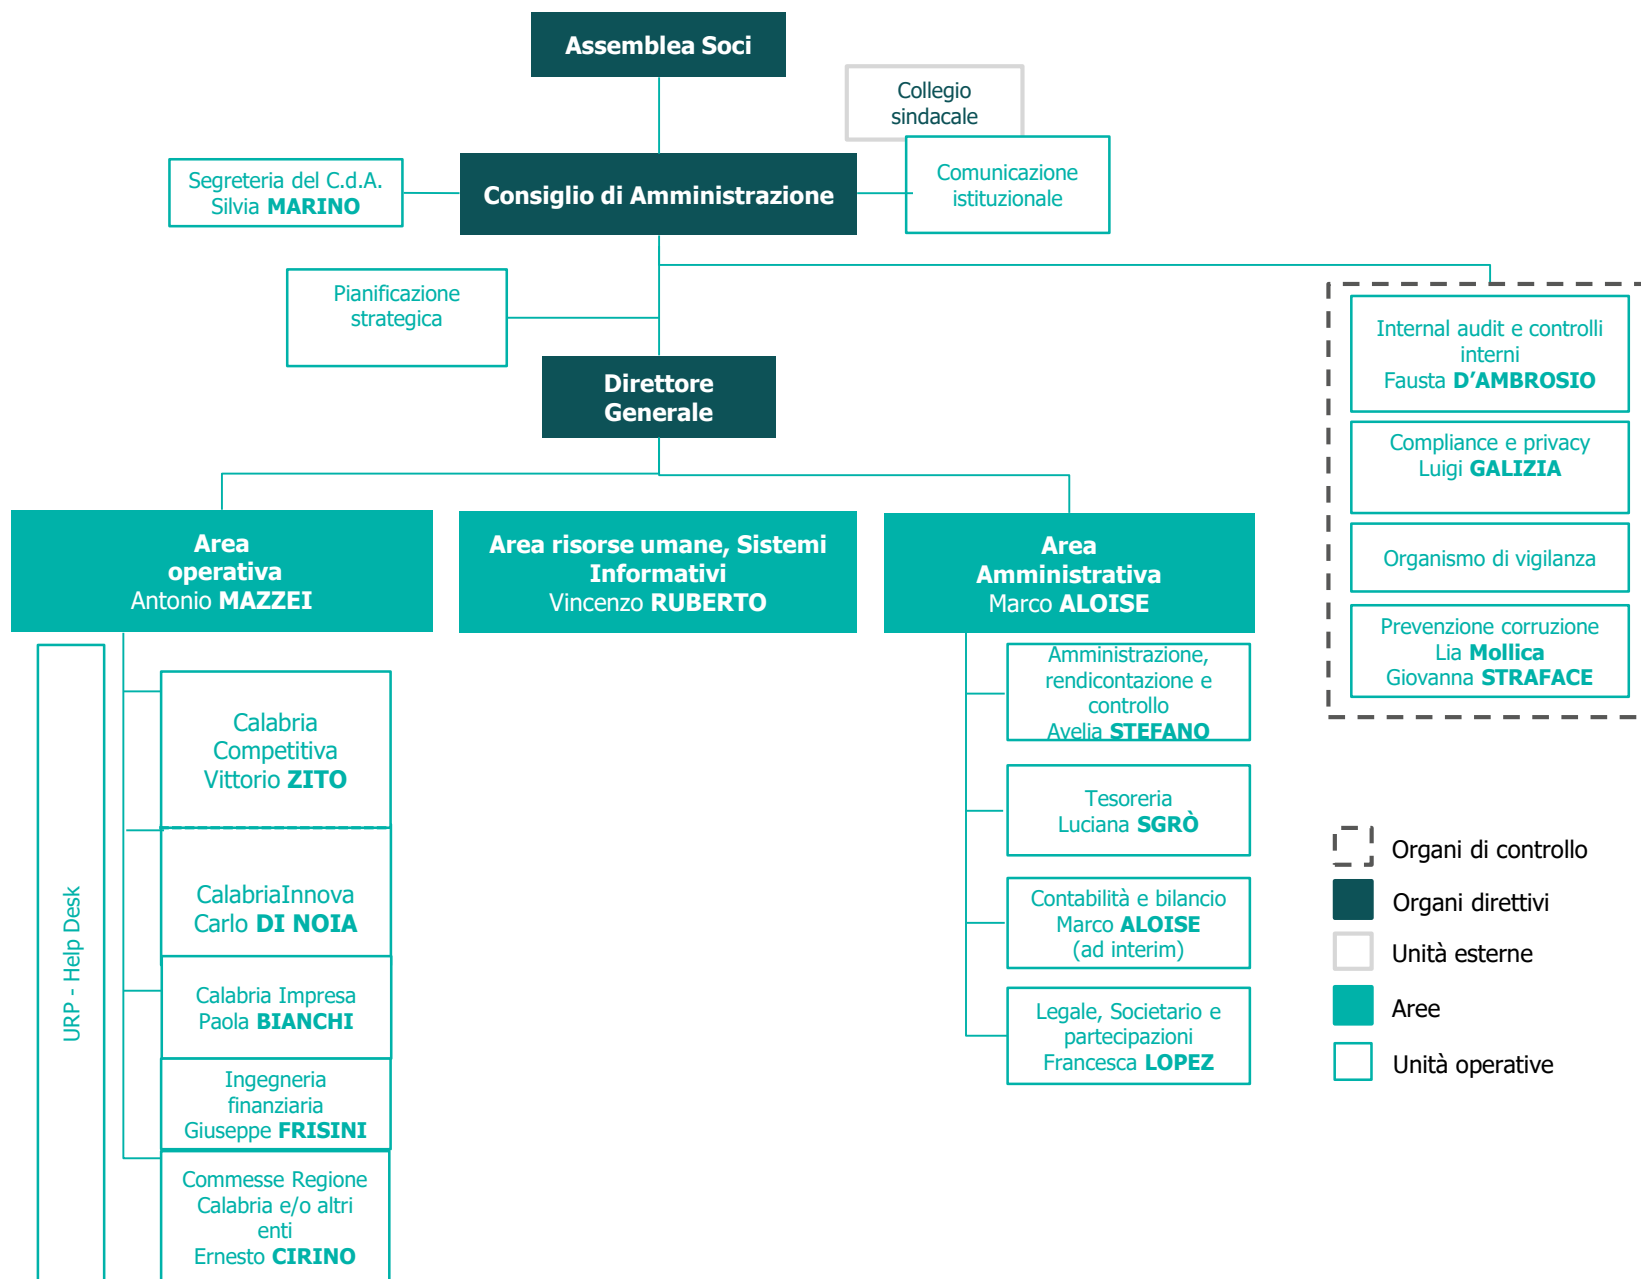 Assemblea Soci
Collegio
sindacale
Segreteria del C.d.A.
Silvia MARINO
Consiglio di Amministrazione
Comunicazione
istituzionale
Pianificazione
strategica
Direttore
Generale
Internal audit e controlli
interni
Fausta D’AMBROSIO
Compliance e privacy
Luigi GALIZIA
Organismo di vigilanza
Prevenzione corruzione
Lia Mollica
Giovanna STRAFACE
Area
operativa
Antonio MAZZEI
Area risorse umane, Sistemi
Informativi
Vincenzo RUBERTO
Area
Amministrativa
Marco ALOISE
URP - Help Desk
Calabria
Competitiva
Vittorio ZITO
CalabriaInnova
Carlo DI NOIA
Calabria Impresa
Paola BIANCHI
Ingegneria
finanziaria
Giuseppe FRISINI
Commesse Regione
Calabria e/o altri
enti
Ernesto CIRINO
Amministrazione,
rendicontazione e
controllo
Avelia STEFANO
Tesoreria
Luciana SGRÒ
Contabilità e bilancio
Marco ALOISE
(ad interim)
Legale, Societario e
partecipazioni
Francesca LOPEZ
Organi di controllo
Organi direttivi
Unità esterne
Aree
Unità operative